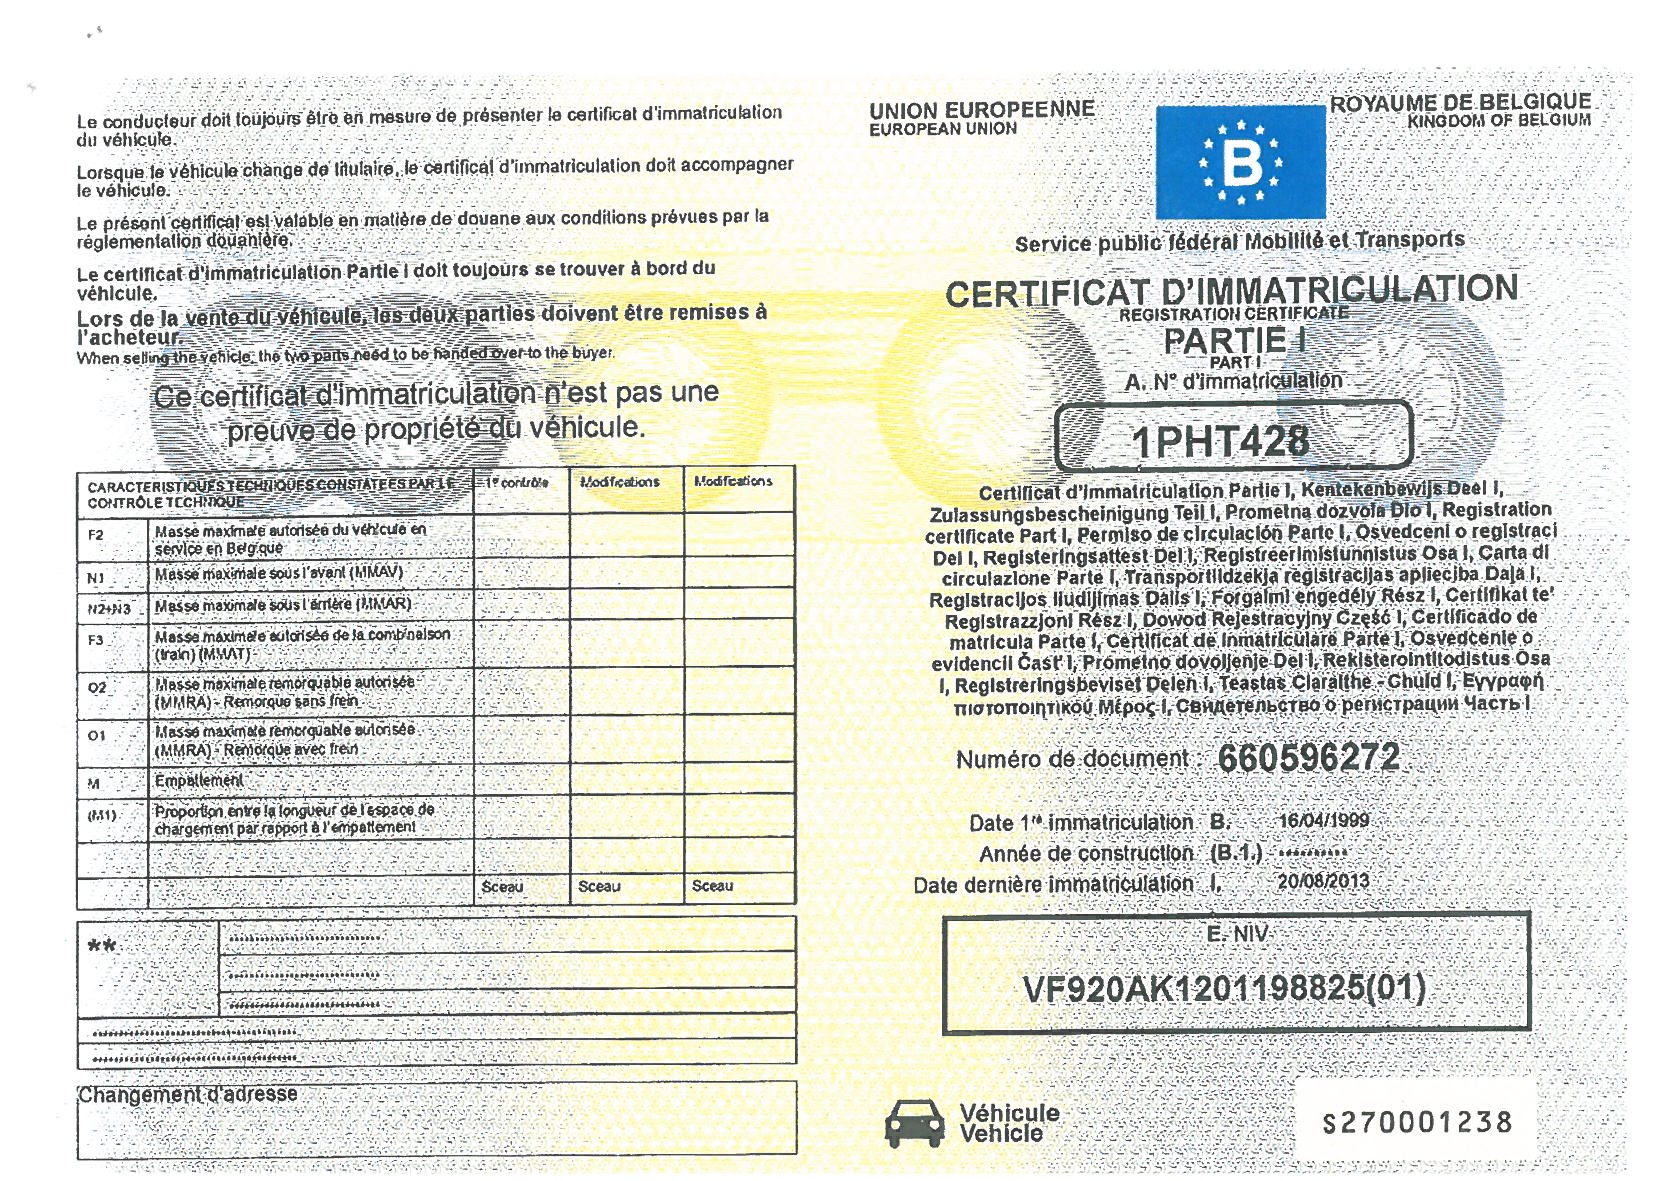 Le conducteur doit toujours être en mesure de présenter le certificat d'immatriculation
du véhicule.
Lorsque le véhicule change de titulaire, le certificat d'immatriculation doit accompagner
le véhicule.
Le présent certificat est valable en matière de douane aux conditions prévues par la
réglementation douanière.
Le certificat d'immatriculation Partie I doit toujours se trouver à bord du
véhicule.
Lors de la vente du véhicule, les deux parties doivent être remises à
l'acheteur.
When selling the vehicle, the two parts need to be handed over to the buyer.
Ce certificat d'immatriculation n'est pas une
preuve de propriété du véhicule.
CARACTERISTIQUES TECHNIQUES CONSTATEES PAR LE
CONTRÔLE TECHNIQUE
1e contrôle
Modifications
Modifications
F2
Masse maximale autorisée du véhicule en
service en Belgique
N1
Masse maximale sous l'avant (MMAV)
N2+N3
Masse maximale sous l'arrière (MMAR)
F3
Masse maximale autorisée de la combinaison
(train) (MMAT)
O2
Masse maximale remorquable autorisée
(MMRA) - Remorque sans frein
O1
Masse maximale remorquable autorisée
(MMRA) - Remorque avec frein
M
Empattement
(M1)
Proportion entre la longueur de l'espace de
chargement par rapport à l'empattement
Sceau
Sceau
Sceau
**
Changement d'adresse
UNION EUROPEENNE
EUROPEAN UNION
B
ROYAUME DE BELGIQUE
KINGDOM OF BELGIUM
Service public fédéral Mobilité et Transports
CERTIFICAT D'IMMATRICULATION
REGISTRATION CERTIFICATE
PARTIE I
PART I
A. N° d'immatriculation
1PHT428
Certificat d'Immatriculation Partie I, Kentekenbewijs Deel I,
Zulassungsbescheinigung Teil I, Prometna dozvola Dio I, Registration
certificate Part I, Permiso de circulación Parte I, Osvedceni o registraci
Del I, Registeringsattest Del I, Registreerimistunnistus Osa I, Carta di
circulazione Parte I, Transportlidzekja registracijas aplieciba Daļa I,
Registracijos liudijimas Dalis I, Forgalmi engedély Rész I, Certifikat te'
Registrazzjoni Rész I, Dowod Rejestracyjny Część I, Certificado de
matricula Parte I, Certificat de înmatriculare Parte I, Osvedcenie o
evidencii Časť I, Prometno dovoljenje Del I, Rekisterointitodistus Osa
I, Registreringsbeviset Delen I, Teastas Claraithe - Chuid I, Εγγραφή
πιστοποιητικού Μέρος I, Свидетельство о регистрации Часть I
Numéro de document : 660596272
Date 1re immatriculation B. 16/04/1999
Année de construction (B.1.) **********
Date dernière immatriculation I. 20/08/2013
E. NIV
VF920AK1201198825(01)
Véhicule
Vehicle
S270001238